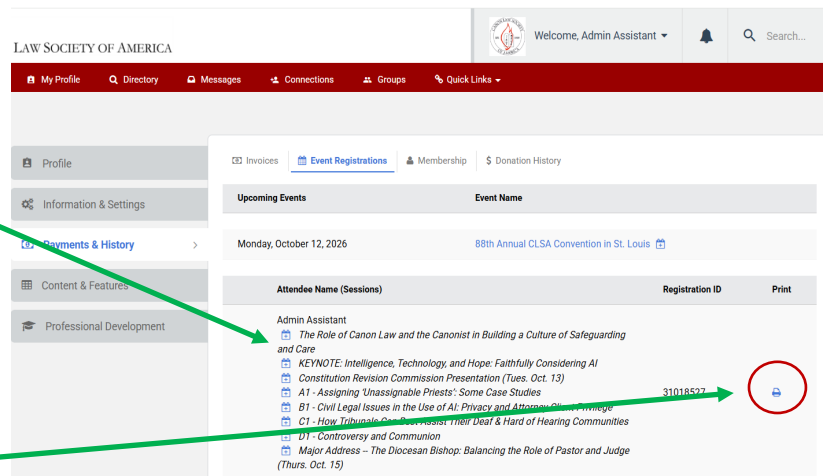 LAW SOCIETY OF AMERICA
Welcome, Admin Assistant
Search...
My Profile
Directory
Messages
Connections
Groups
Quick Links
Profile
Information & Settings
Payments & History
Content & Features
Professional Development
Invoices
Event Registrations
Membership
$ Donation History
Upcoming Events
Event Name
Monday, October 12, 2026
88th Annual CLSA Convention in St. Louis
Attendee Name (Sessions)
Registration ID
Print
Admin Assistant
The Role of Canon Law and the Canonist in Building a Culture of Safeguarding
and Care
KEYNOTE: Intelligence, Technology, and Hope: Faithfully Considering AI
Constitution Revision Commission Presentation (Tues. Oct. 13)
A1 - Assigning 'Unassignable Priests': Some Case Studies
31018527
B1 - Civil Legal Issues in the Use of AI: Privacy and Attorney Client Privilege
C1 - How Tribunals Can Best Assist Their Deaf & Hard of Hearing Communities
D1 - Controversy and Communion
Major Address -- The Diocesan Bishop: Balancing the Role of Pastor and Judge
(Thurs. Oct. 15)